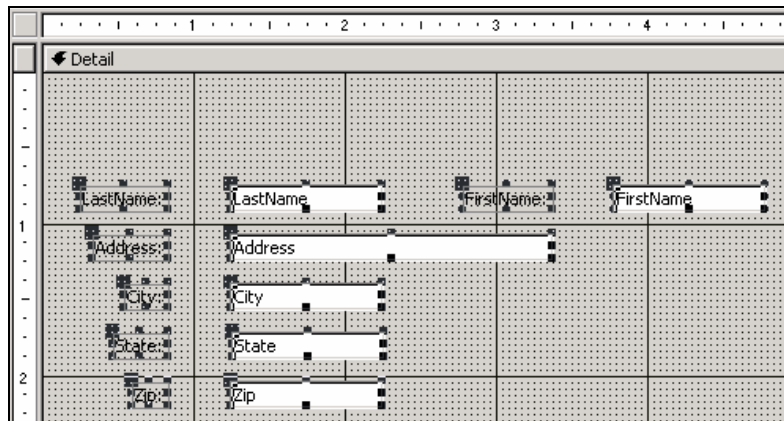 1 2 3 4
Detail
LastName: LastName FirstName: FirstName
1
Address: Address
City: City
State: State
2
Zip: Zip